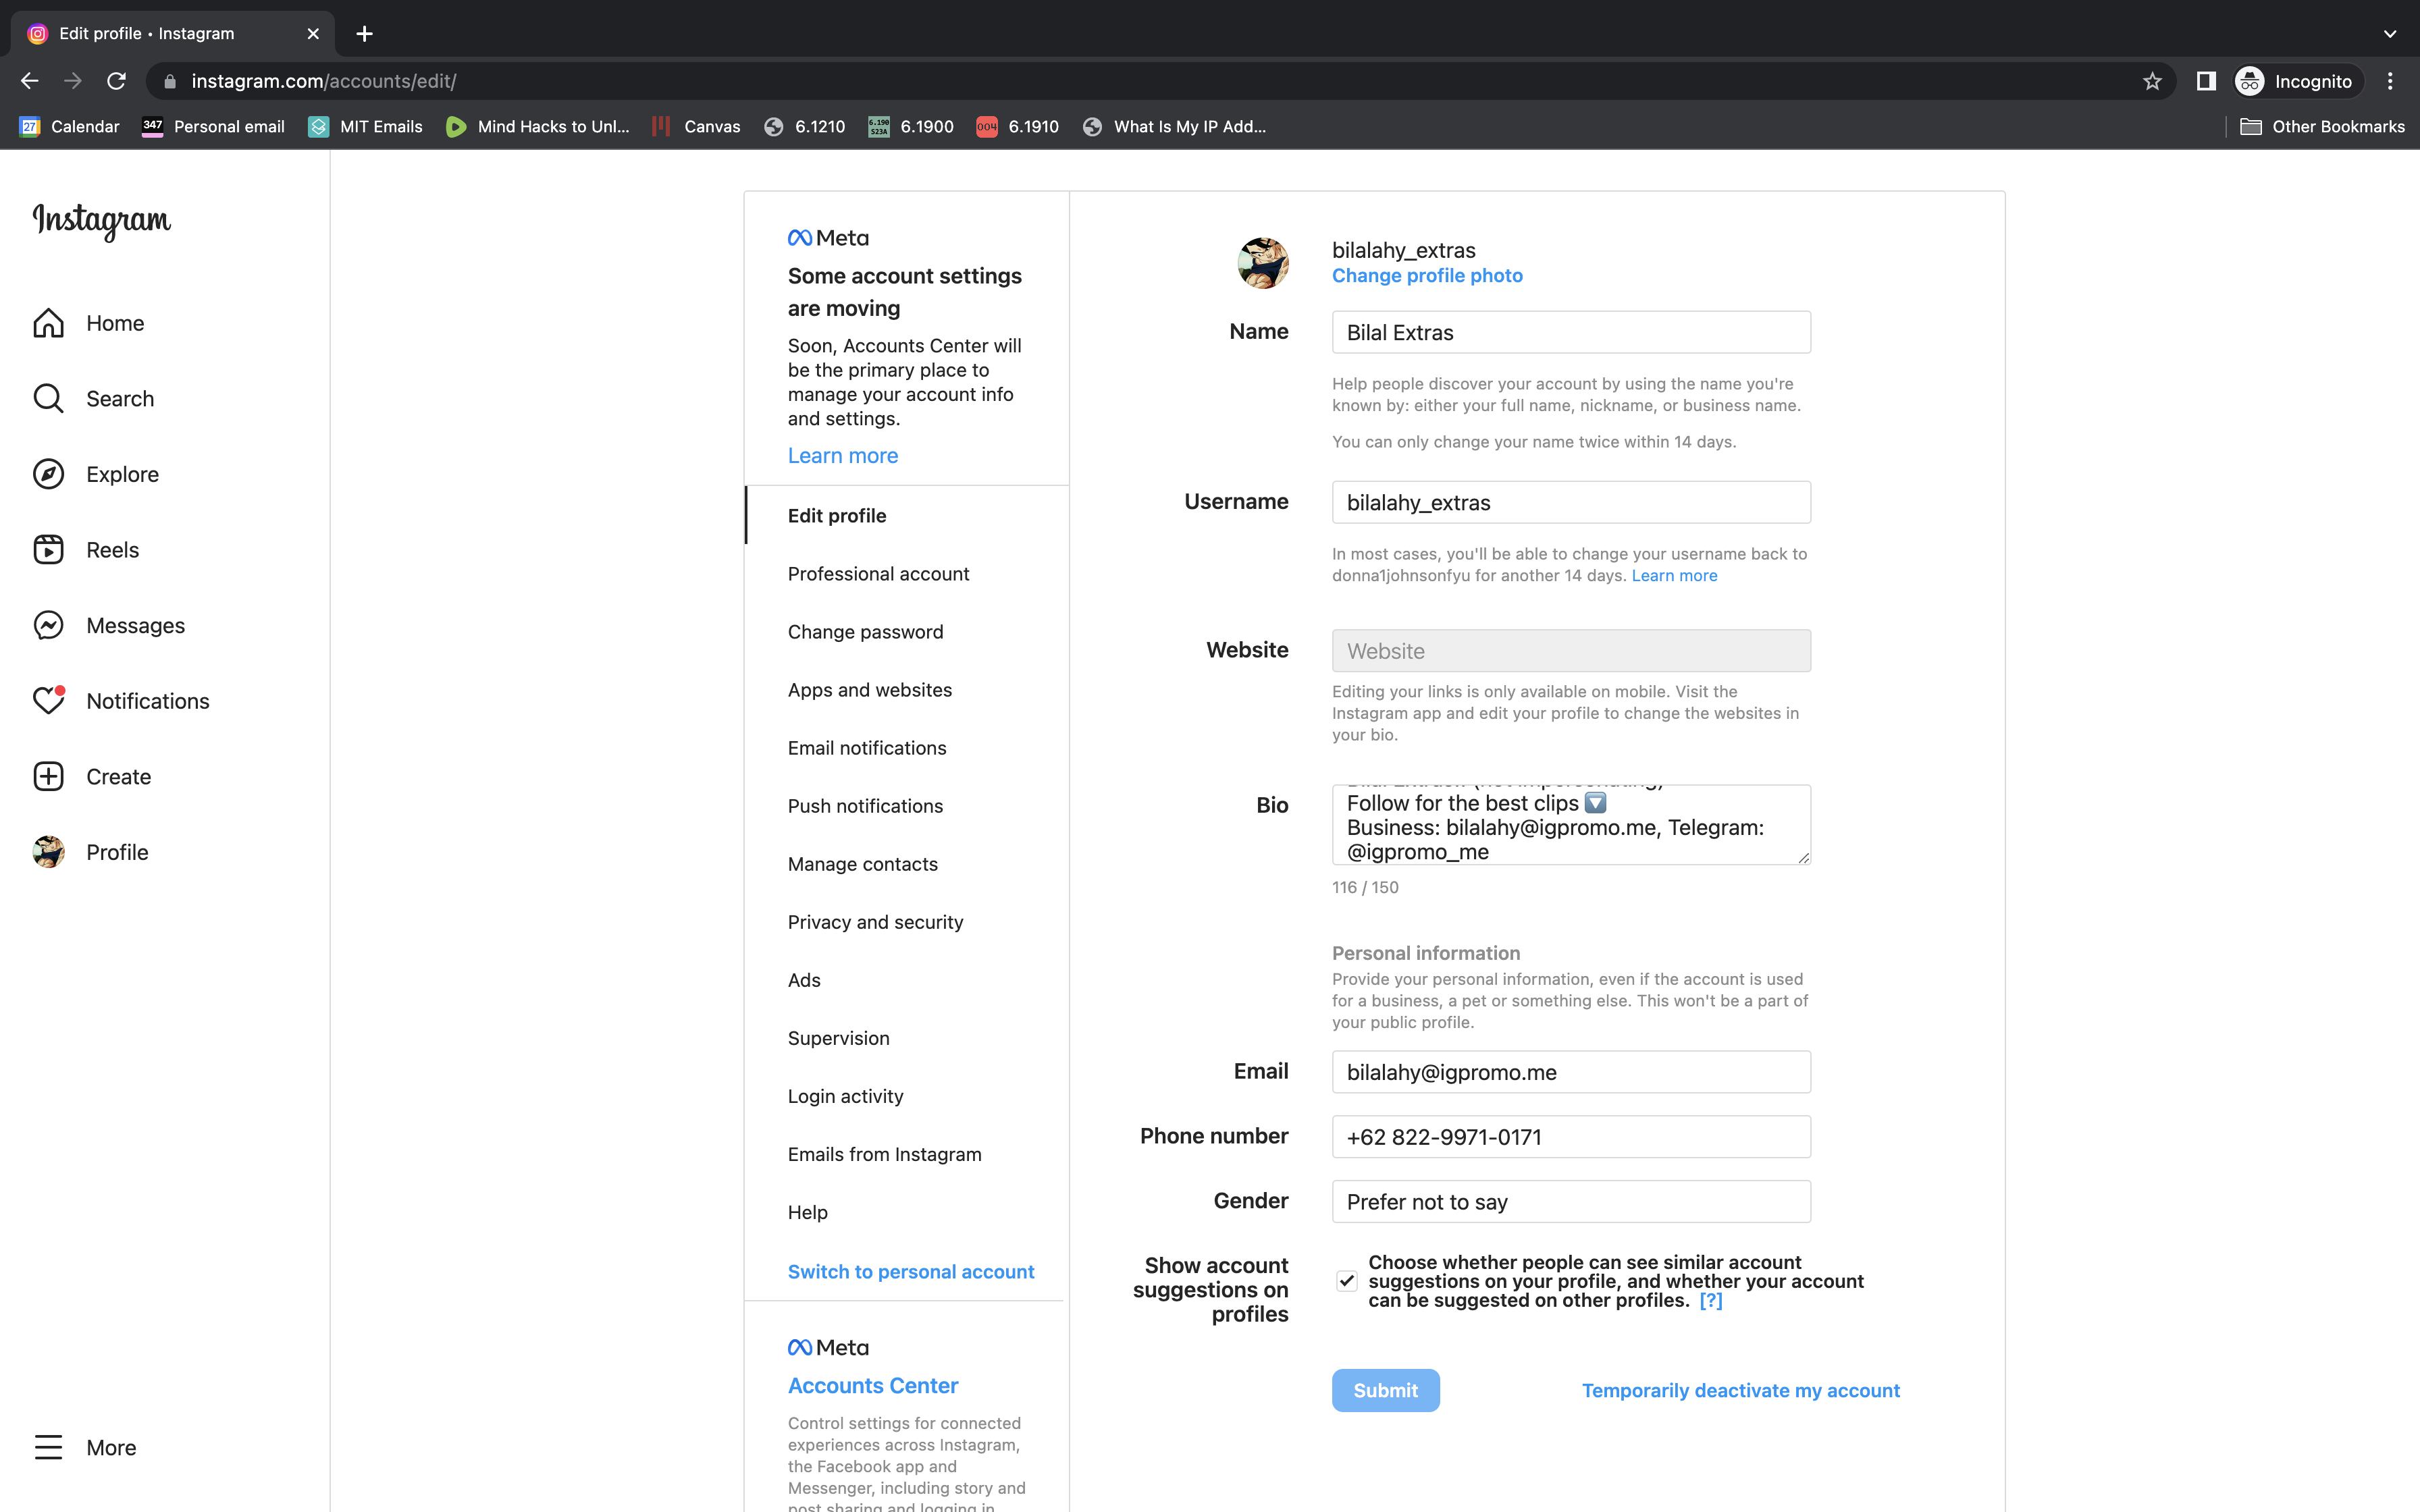 Edit profile • Instagram
instagram.com/accounts/edit/
Incognito
27 Calendar
347 Personal email
MIT Emails
Mind Hacks to Unl...
Canvas
6.1210
6.190 S23A 6.1900
004 6.1910
What Is My IP Add...
Other Bookmarks
Instagram
Home
Search
Explore
Reels
Messages
Notifications
Create
Profile
More
Meta
Some account settings
are moving
Soon, Accounts Center will
be the primary place to
manage your account info
and settings.
Learn more
Edit profile
Professional account
Change password
Apps and websites
Email notifications
Push notifications
Manage contacts
Privacy and security
Ads
Supervision
Login activity
Emails from Instagram
Help
Switch to personal account
Meta
Accounts Center
Control settings for connected
experiences across Instagram,
the Facebook app and
Messenger, including story and
post sharing and logging in.
bilalahy_extras
Change profile photo
Name
Bilal Extras
Help people discover your account by using the name you're
known by: either your full name, nickname, or business name.
You can only change your name twice within 14 days.
Username
bilalahy_extras
In most cases, you'll be able to change your username back to
donna1johnsonfyu for another 14 days. Learn more
Website
Website
Editing your links is only available on mobile. Visit the
Instagram app and edit your profile to change the websites in
your bio.
Bio
Follow for the best clips 🔽
Business: bilalahy@igpromo.me, Telegram:
@igpromo_me
116 / 150
Personal information
Provide your personal information, even if the account is used
for a business, a pet or something else. This won't be a part of
your public profile.
Email
bilalahy@igpromo.me
Phone number
+62 822-9971-0171
Gender
Prefer not to say
Show account
suggestions on
profiles
Choose whether people can see similar account
suggestions on your profile, and whether your account
can be suggested on other profiles. [?]
Submit
Temporarily deactivate my account